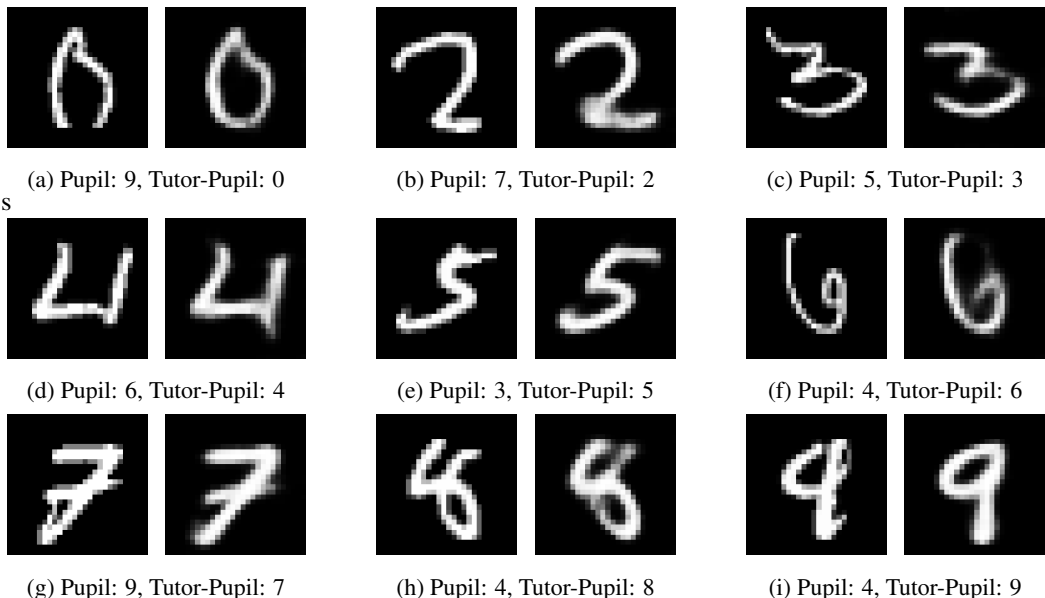 (a) Pupil: 9, Tutor-Pupil: 0
(b) Pupil: 7, Tutor-Pupil: 2
(c) Pupil: 5, Tutor-Pupil: 3
s
(d) Pupil: 6, Tutor-Pupil: 4
(e) Pupil: 3, Tutor-Pupil: 5
(f) Pupil: 4, Tutor-Pupil: 6
(g) Pupil: 9, Tutor-Pupil: 7
(h) Pupil: 4, Tutor-Pupil: 8
(i) Pupil: 4, Tutor-Pupil: 9